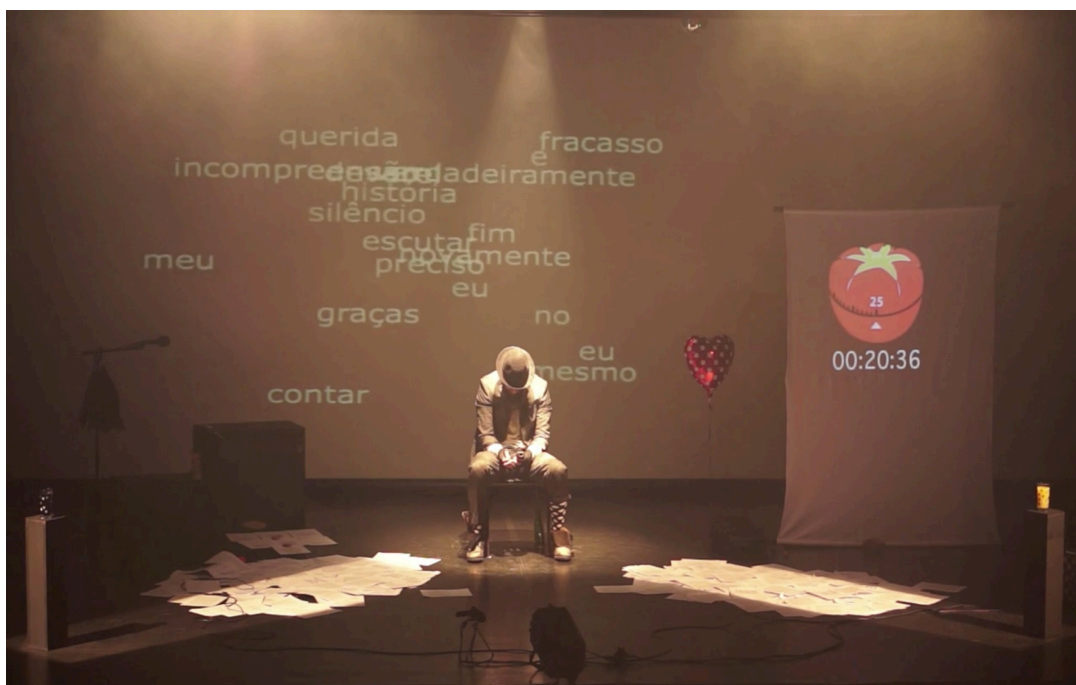 querida
fracasso
e
verdadeiramente
história
silêncio
fim
escutar
novamente
meu
preciso
eu
graças
no
eu
mesmo
contar
25
00:20:36